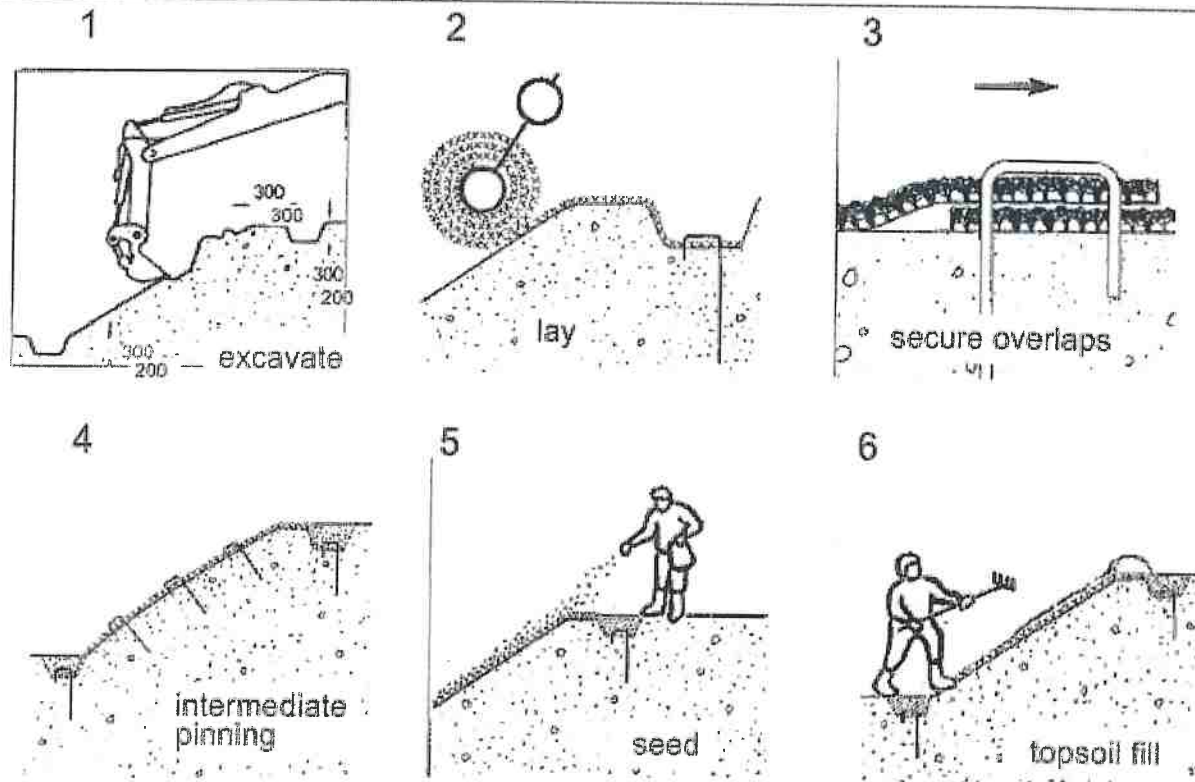 1
2
3
300
300
300
200
300
200
excavate
lay
secure overlaps
4
5
6
intermediate
pinning
seed
topsoil fill